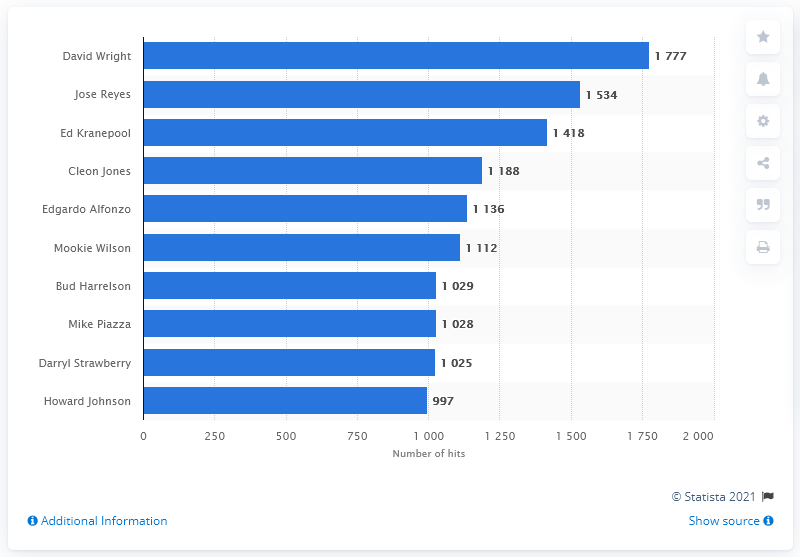 David Wright 1 777
Jose Reyes 1 534
Ed Kranepool 1 418
Cleon Jones 1 188
Edgardo Alfonzo 1 136
Mookie Wilson 1 112
Bud Harrelson 1 029
Mike Piazza 1 028
Darryl Strawberry 1 025
Howard Johnson 997
0 250 500 750 1 000 1 250 1 500 1 750 2 000
Number of hits
© Statista 2021
Additional Information Show source